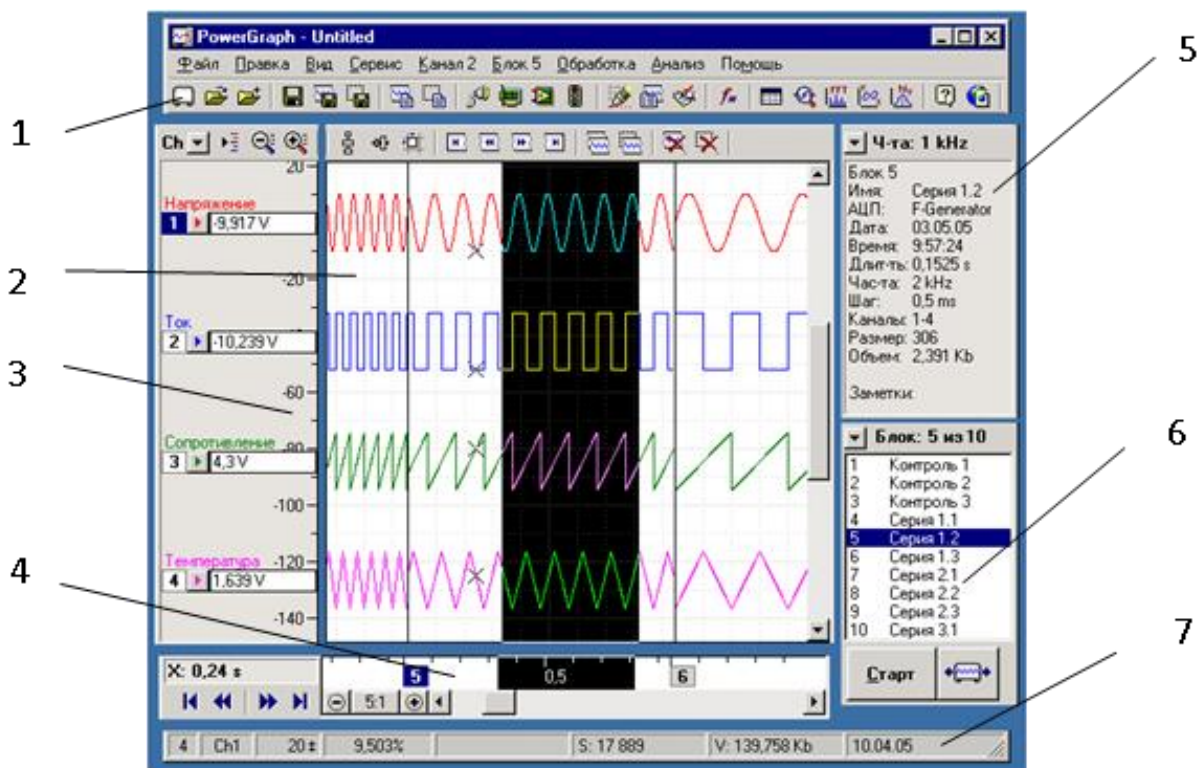 PowerGraph - Untitled
Файл Правка Вид Сервис Канал 2 Блок 5 Обработка Анализ Помощь
1
2
3
4
5
6
7
Ch
20
Напряжение
1 -9,917 V
-20
Ток
2 -10,239 V
-60
Сопротивление
-80
3 4,3 V
-100
Температура
-120
4 1,639 V
-140
Ч-та: 1 kHz
Блок 5
Имя: Серия 1.2
АЦП: F-Generator
Дата: 03.05.05
Время: 9:57:24
Длит-ть: 0,1525 s
Час-та: 2 kHz
Шаг: 0,5 ms
Каналы: 1-4
Размер: 306
Объем: 2,391 Kb
Заметки:
Блок: 5 из 10
1 Контроль 1
2 Контроль 2
3 Контроль 3
4 Серия 1.1
5 Серия 1.2
6 Серия 1.3
7 Серия 2.1
8 Серия 2.2
9 Серия 2.3
10 Серия 3.1
Старт
X: 0,24 s
5 0,5 6
5:1
4 Ch1 20 ± 9,503% S: 17 889 V: 139,758 Kb 10.04.05